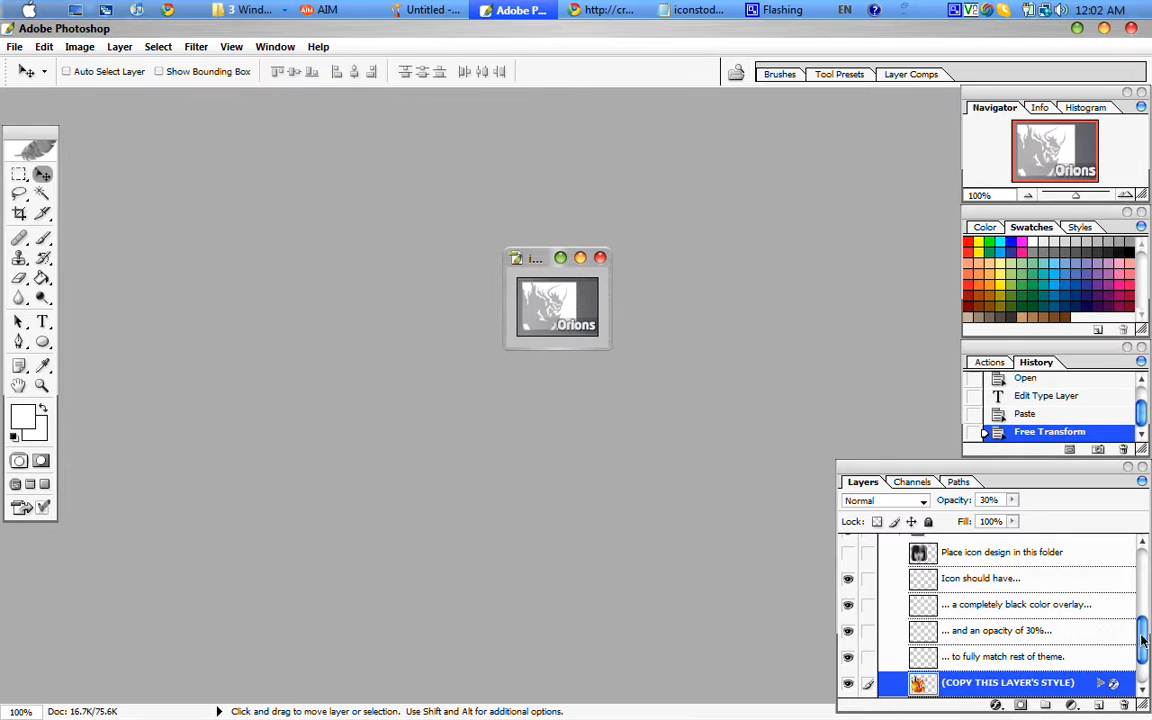 3 Wind... AIM Untitled -... Adobe P... http://cr... iconstod... Flashing EN 12:02 AM
Adobe Photoshop
File Edit Image Layer Select Filter View Window Help
Auto Select Layer Show Bounding Box Brushes Tool Presets Layer Comps
Navigator Info Histogram
Orions
100%
Color Swatches Styles
i...
Orions
Actions History
Open
Edit Type Layer
Paste
Free Transform
Layers Channels Paths
Normal Opacity: 30%
Lock: Fill: 100%
Place icon design in this folder
Icon should have...
... a completely black color overlay...
... and an opacity of 30%...
... to fully match rest of theme.
(COPY THIS LAYER'S STYLE)
100% Doc: 16.7K/75.6K Click and drag to move layer or selection. Use Shift and Alt for additional options.